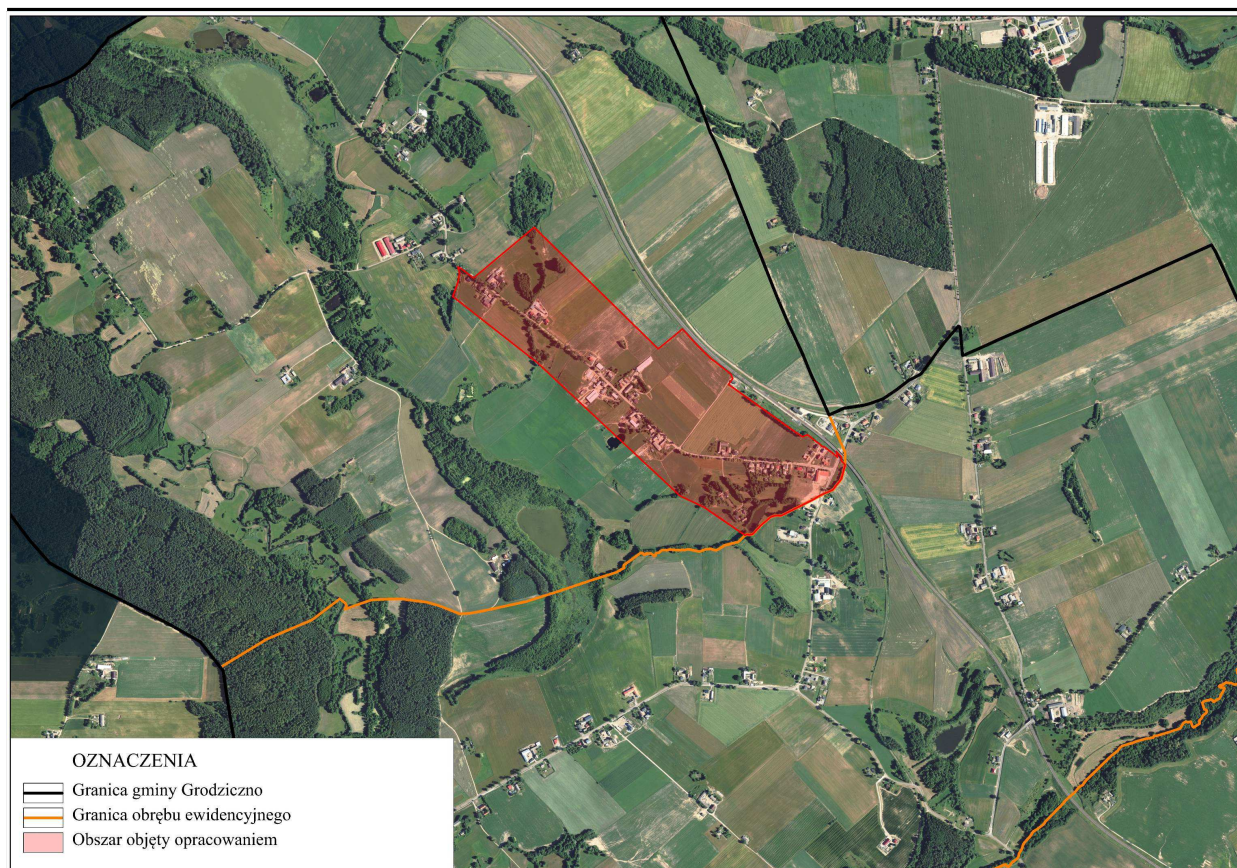 OZNACZENIA
Granica gminy Grodziczno
Granica obrębu ewidencyjnego
Obszar objęty opracowaniem